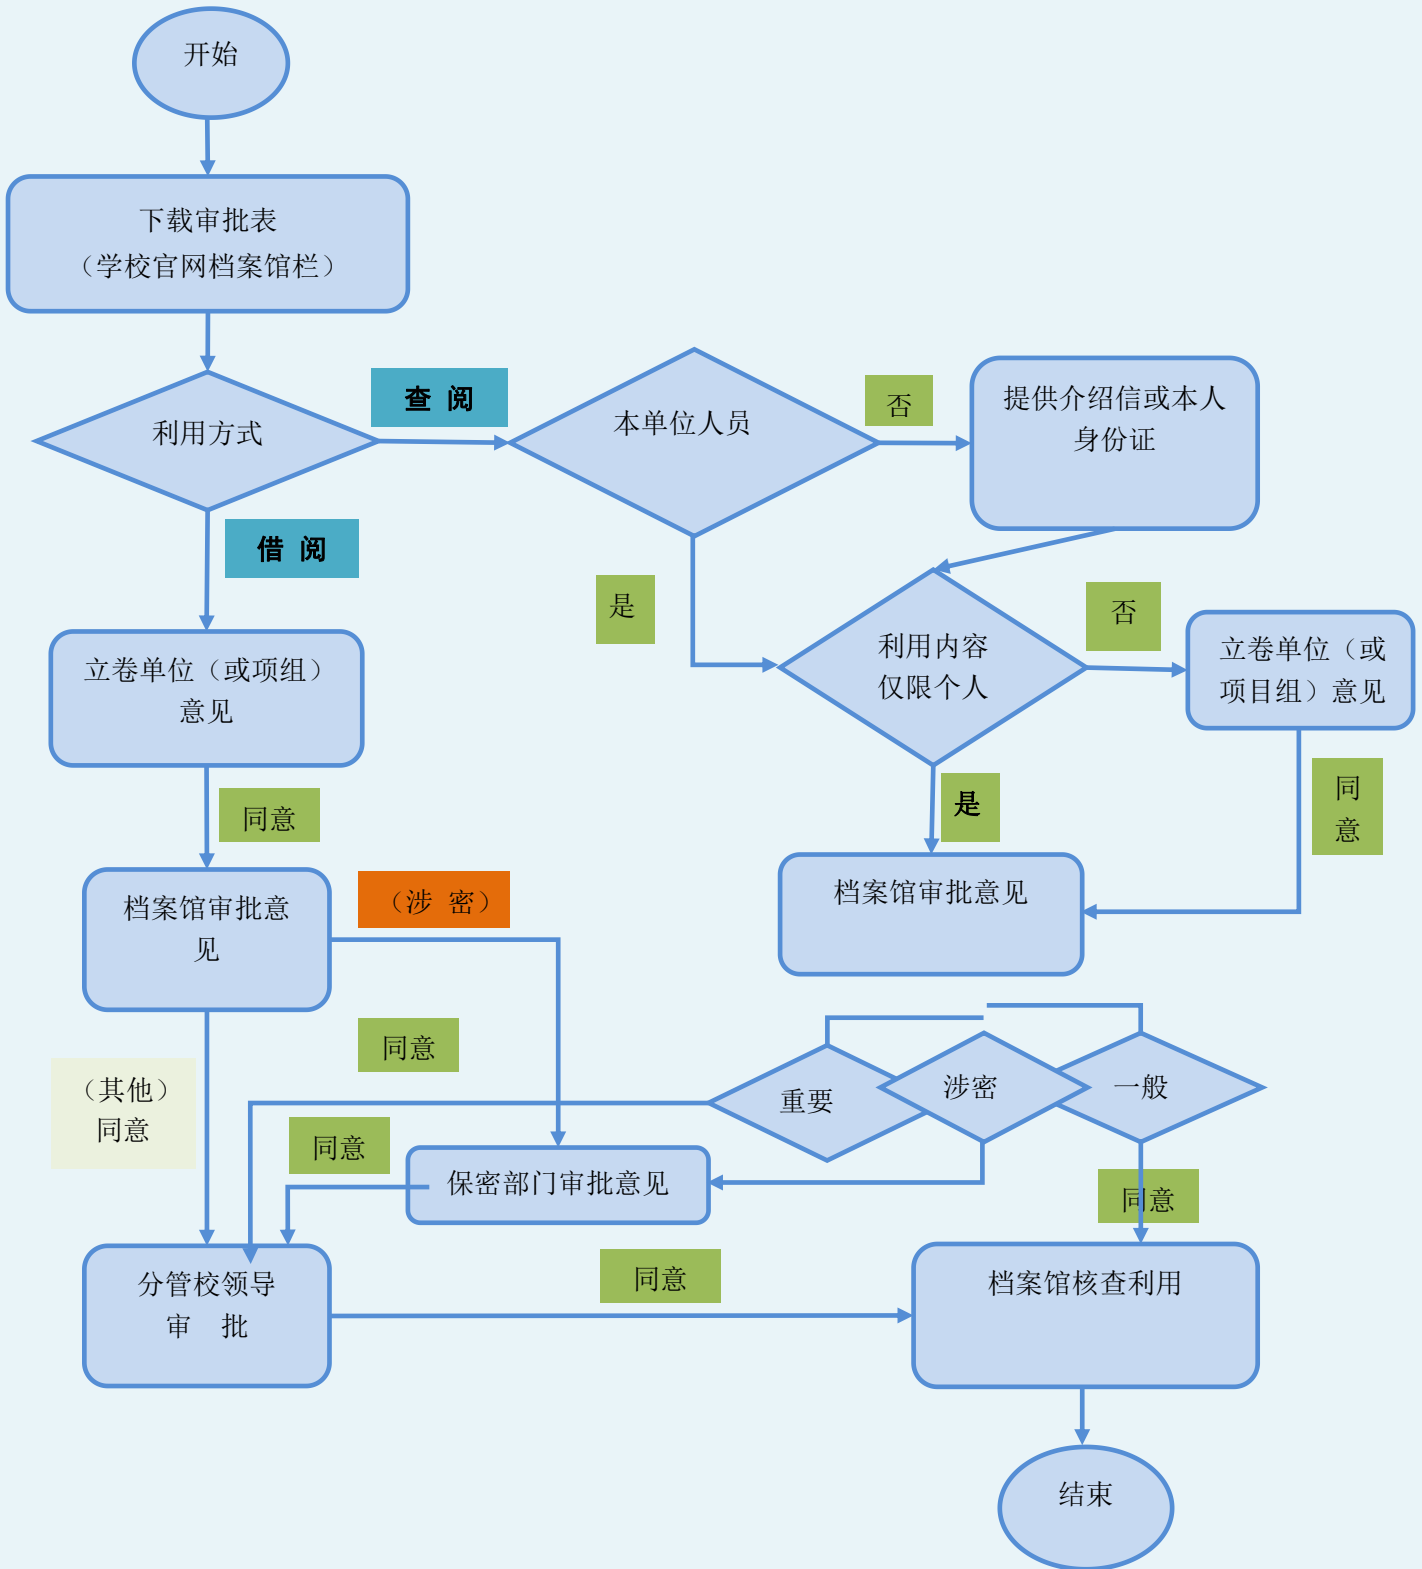 开始
下载审批表
（学校官网档案馆栏）
利用方式
查 阅
本单位人员
否
提供介绍信或本人
身份证
借 阅
是
利用内容
仅限个人
否
立卷单位（或
项目组）意见
立卷单位（或项组）
意见
同意
是
同
意
档案馆审批意
见
（涉 密）
档案馆审批意见
（其他）
同意
同意
重要
涉密
一般
同意
保密部门审批意见
同意
分管校领导
审 批
同意
档案馆核查利用
结束